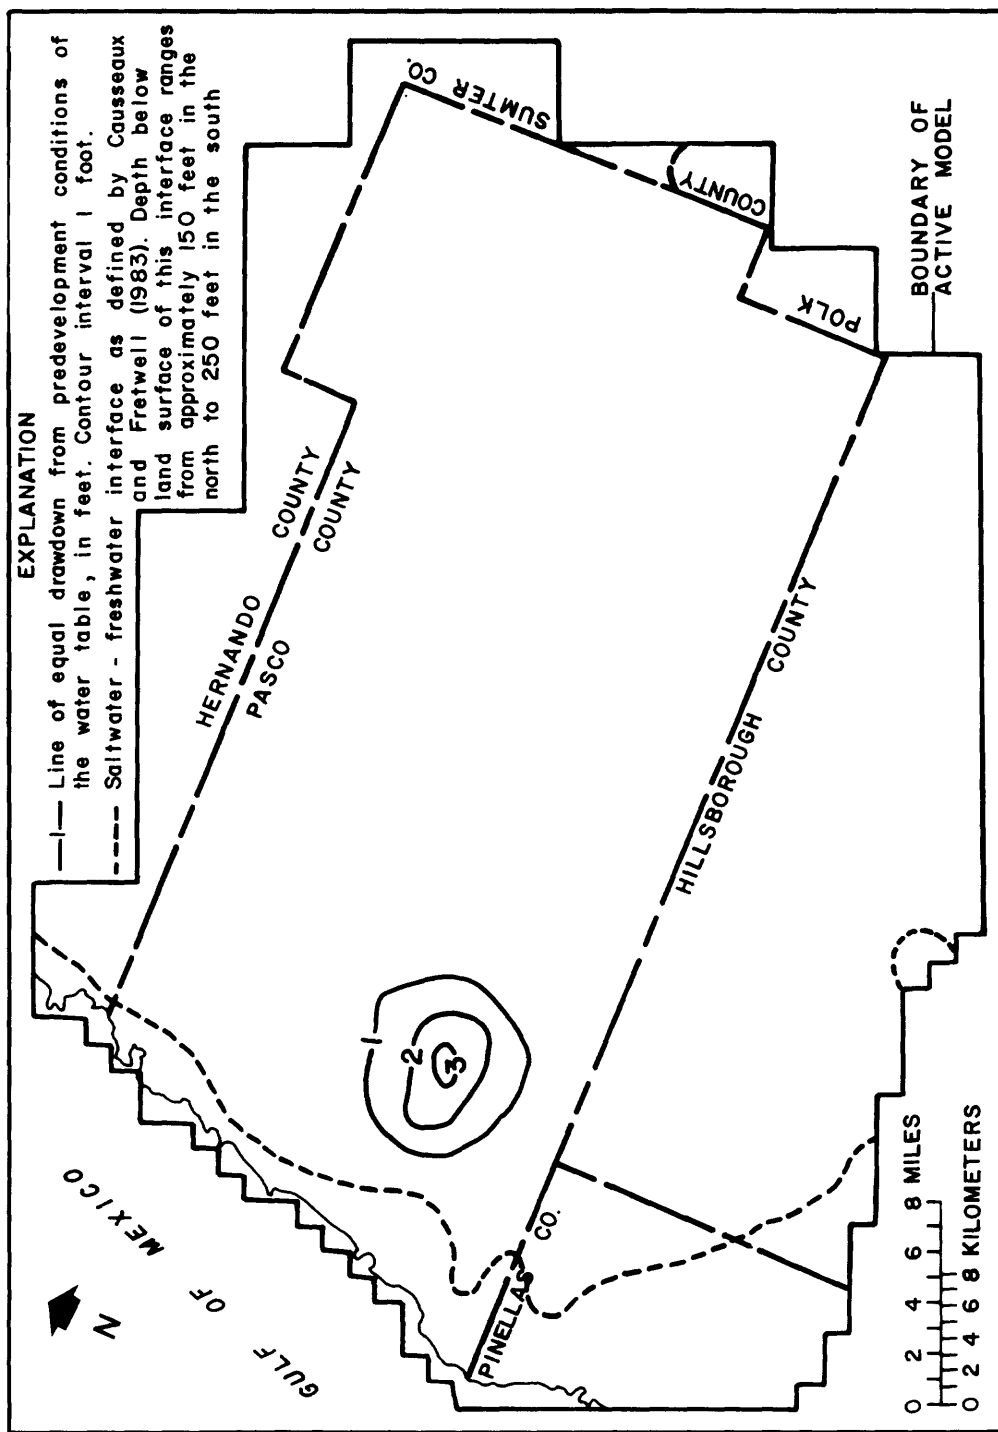 EXPLANATION
—1— Line of equal drawdown from predevelopment conditions of
the water table, in feet. Contour interval 1 foot.
---- Saltwater - freshwater interface as defined by Causseaux
and Fretwell (1983). Depth below
land surface of this interface ranges
from approximately 150 feet in the
north to 250 feet in the south
HERNANDO COUNTY
PASCO COUNTY
SUMTER CO.
COUNTY
POLK
BOUNDARY OF
ACTIVE MODEL
HILLSBOROUGH COUNTY
PINELLAS CO.
1
2
3
GULF OF MEXICO
N
0 2 4 6 8 MILES
0 2 4 6 8 KILOMETERS